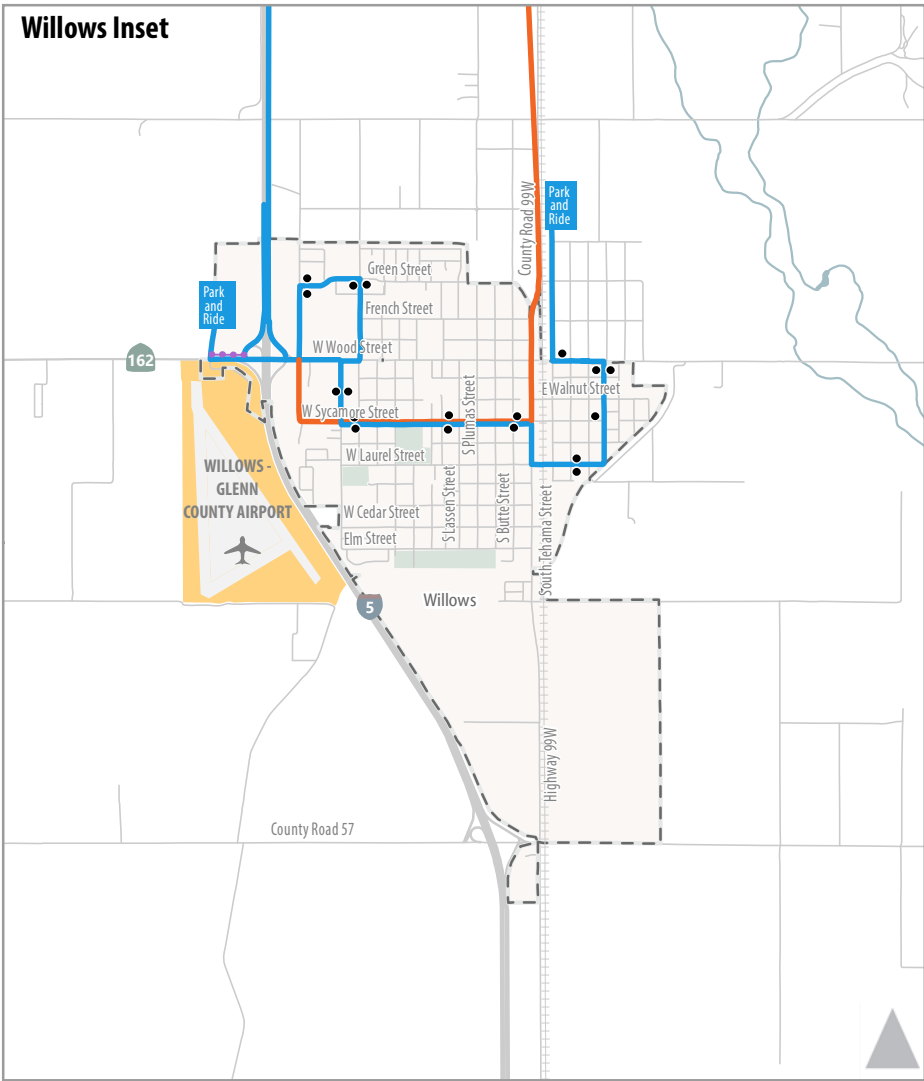 Willows Inset
County Road 99W
Park
and
Ride
Green Street
Park
and
Ride
French Street
W Wood Street
162
E Walnut Street
S Plumas Street
W Sycamore Street
W Laurel Street
WILLOWS -
GLENN
COUNTY AIRPORT
S Lassen Street
S Butte Street
South Tehama Street
W Cedar Street
Elm Street
5
Willows
Highway 99W
County Road 57